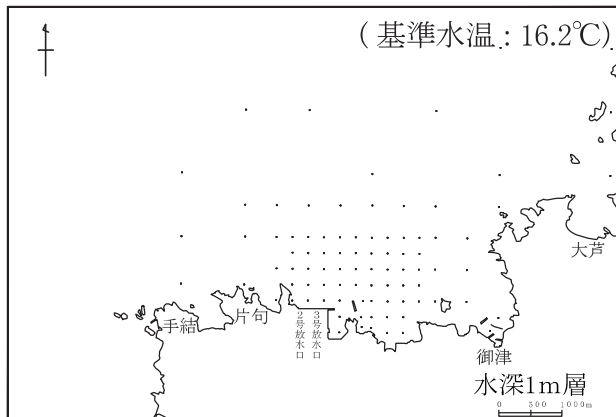 (基準水温：16.2℃)
大芦
手結
片句
2号放水口
3号放水口
御津
水深1m層
0 500 1000m